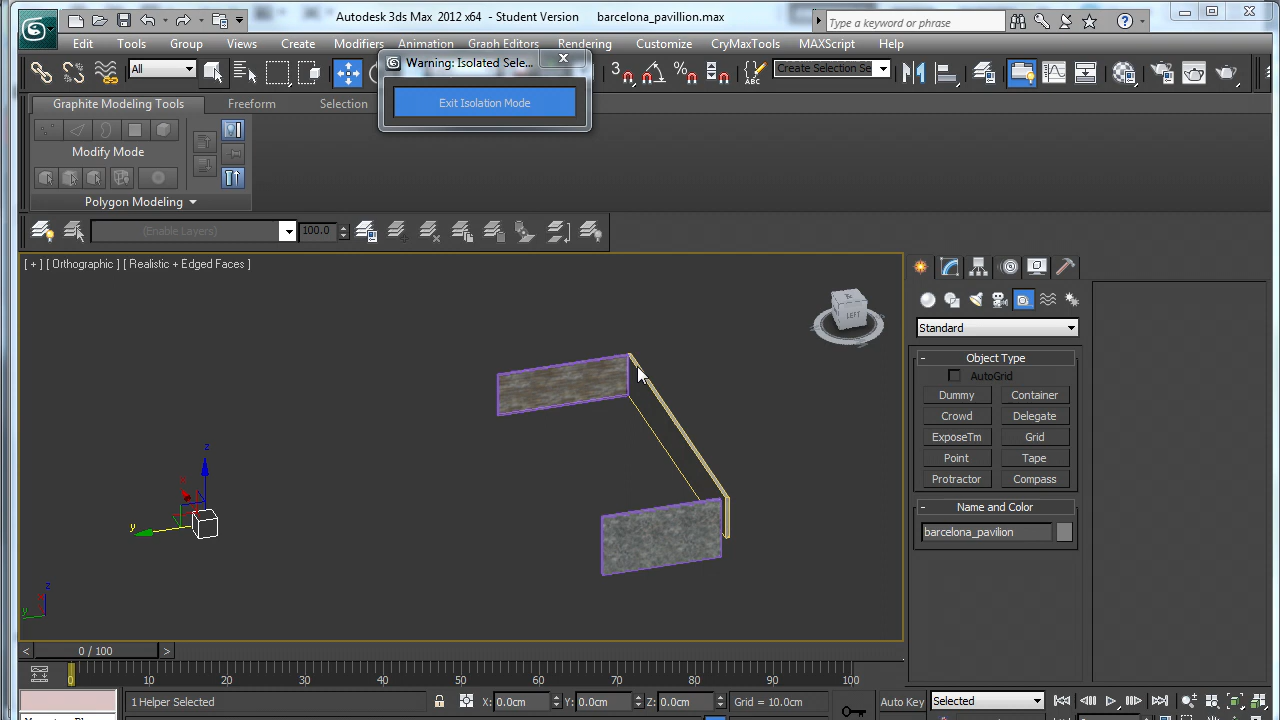 Autodesk 3ds Max 2012 x64 - Student Version barcelona_pavillion.max
Type a keyword or phrase
Edit Tools Group Views Create Modifiers Animation Graph Editors Rendering Customize CryMaxTools MAXScript Help
Warning: Isolated Sele...
Exit Isolation Mode
All
3
Create Selection Se
Graphite Modeling Tools Freeform Selection
Modify Mode
Polygon Modeling
(Enable Layers) 100.0
[ + ] [ Orthographic ] [ Realistic + Edged Faces ]
LEFT
Standard
- Object Type
AutoGrid
Dummy Container
Crowd Delegate
ExposeTm Grid
Point Tape
Protractor Compass
- Name and Color
barcelona_pavilion
z
x
y
z
x
y
< 0 / 100 >
0 10 20 30 40 50 60 70 80 90 100
1 Helper Selected X: 0.0cm Y: 0.0cm Z: 0.0cm Grid = 10.0cm Auto Key Selected